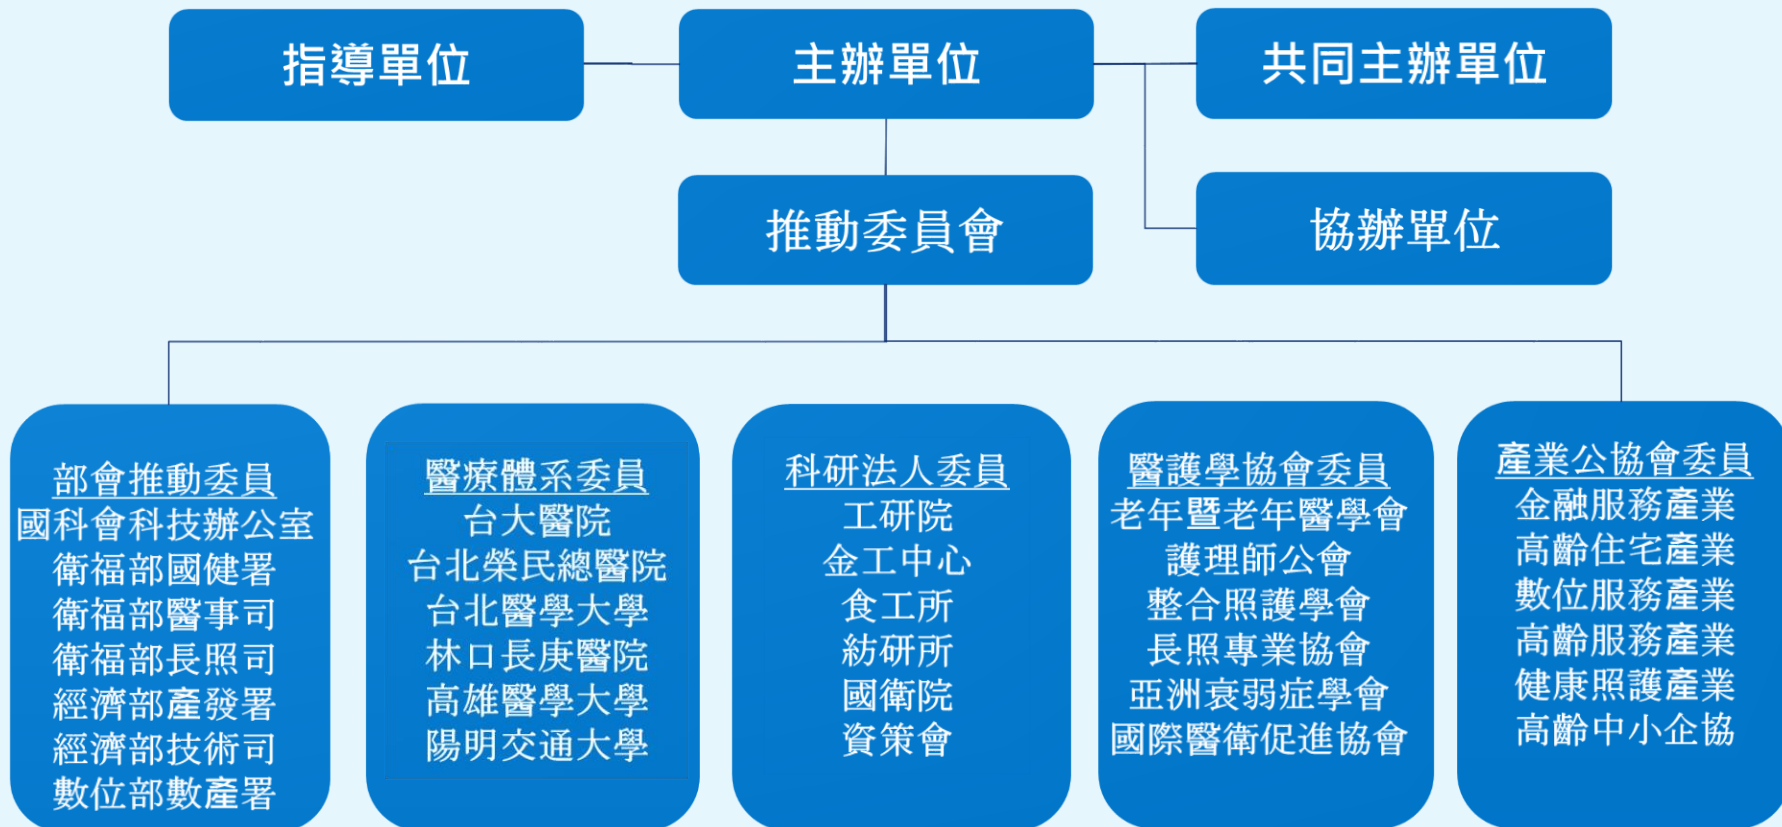 指導單位
主辦單位
共同主辦單位
推動委員會
協辦單位
部會推動委員
國科會科技辦公室
衛福部國健署
衛福部醫事司
衛福部長照司
經濟部產發署
經濟部技術司
數位部數產署
醫療體系委員
台大醫院
台北榮民總醫院
台北醫學大學
林口長庚醫院
高雄醫學大學
陽明交通大學
科研法人委員
工研院
金工中心
食工所
紡研所
國衛院
資策會
醫護學協會委員
老年暨老年醫學會
護理師公會
整合照護學會
長照專業協會
亞洲衰弱症學會
國際醫衛促進協會
產業公協會委員
金融服務產業
高齡住宅產業
數位服務產業
高齡服務產業
健康照護產業
高齡中小企協